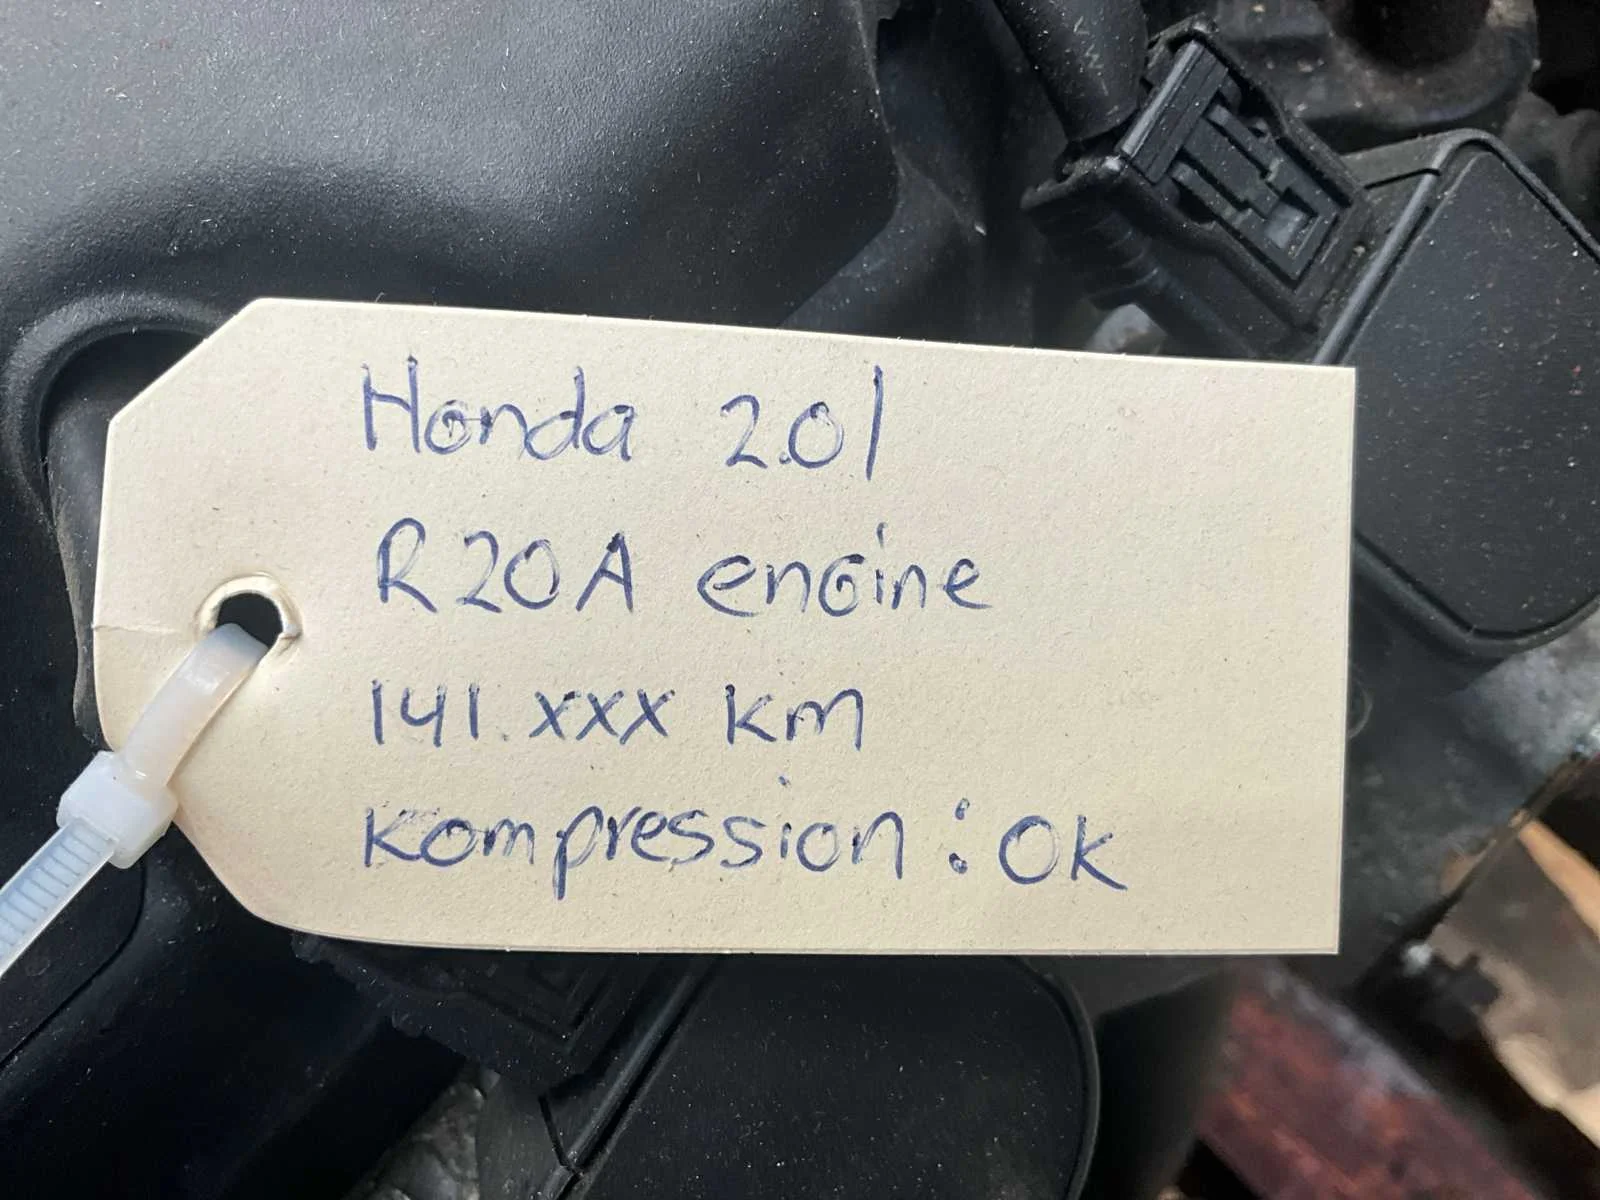 Honda 2.0l
R20A engine
141.xxx km
Kompression : Ok